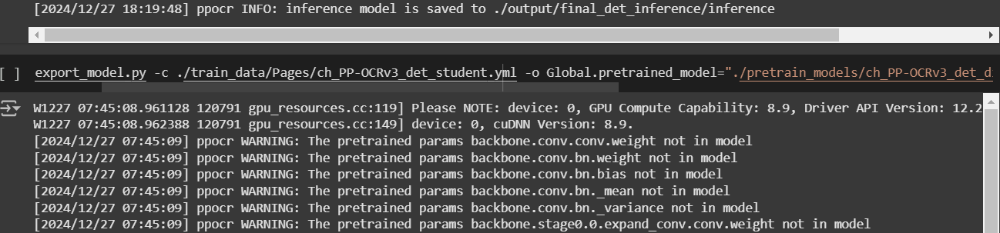 [2024/12/27 18:19:48] ppocr INFO: inference model is saved to ./output/final_det_inference/inference
[ ] export_model.py -c ./train_data/Pages/ch_PP-OCRv3_det_student.yml -o Global.pretrained_model="./pretrain_models/ch_PP-OCRv3_det_d
W1227 07:45:08.961128 120791 gpu_resources.cc:119] Please NOTE: device: 0, GPU Compute Capability: 8.9, Driver API Version: 12.2
W1227 07:45:08.962388 120791 gpu_resources.cc:149] device: 0, cuDNN Version: 8.9.
[2024/12/27 07:45:09] ppocr WARNING: The pretrained params backbone.conv.conv.weight not in model
[2024/12/27 07:45:09] ppocr WARNING: The pretrained params backbone.conv.bn.weight not in model
[2024/12/27 07:45:09] ppocr WARNING: The pretrained params backbone.conv.bn.bias not in model
[2024/12/27 07:45:09] ppocr WARNING: The pretrained params backbone.conv.bn._mean not in model
[2024/12/27 07:45:09] ppocr WARNING: The pretrained params backbone.conv.bn._variance not in model
[2024/12/27 07:45:09] ppocr WARNING: The pretrained params backbone.stage0.0.expand_conv.conv.weight not in model